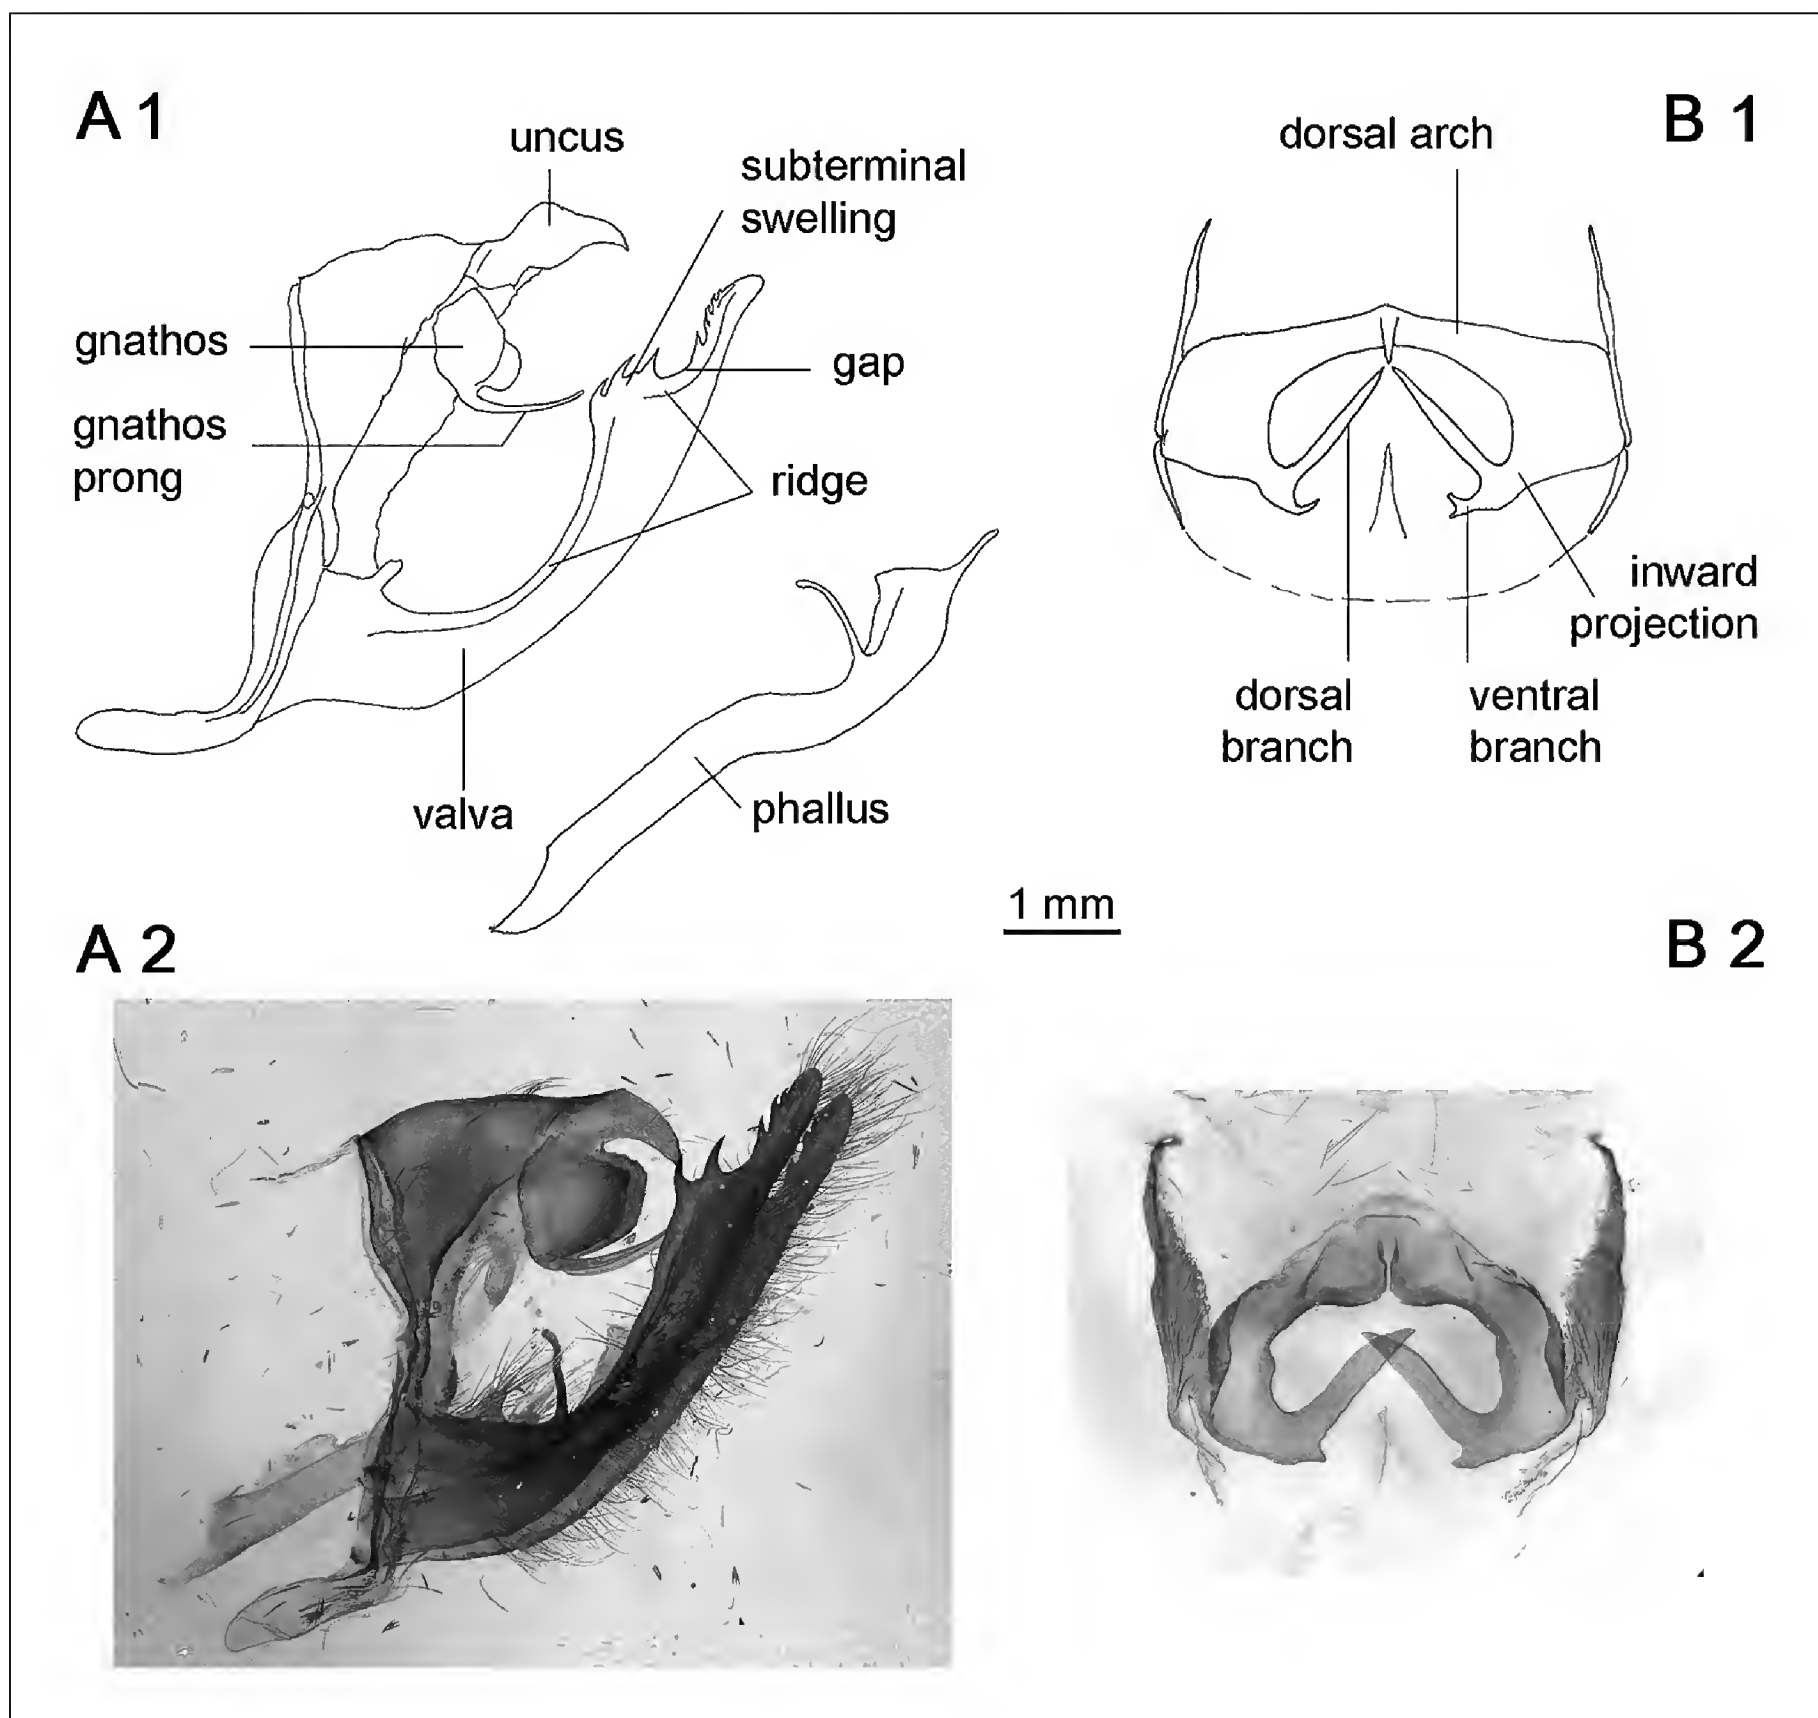 A 1
uncus
subterminal
swelling
gnathos
gap
gnathos
prong
ridge
valva
phallus
B 1
dorsal arch
inward
projection
dorsal
branch
ventral
branch
1 mm
A 2
B 2